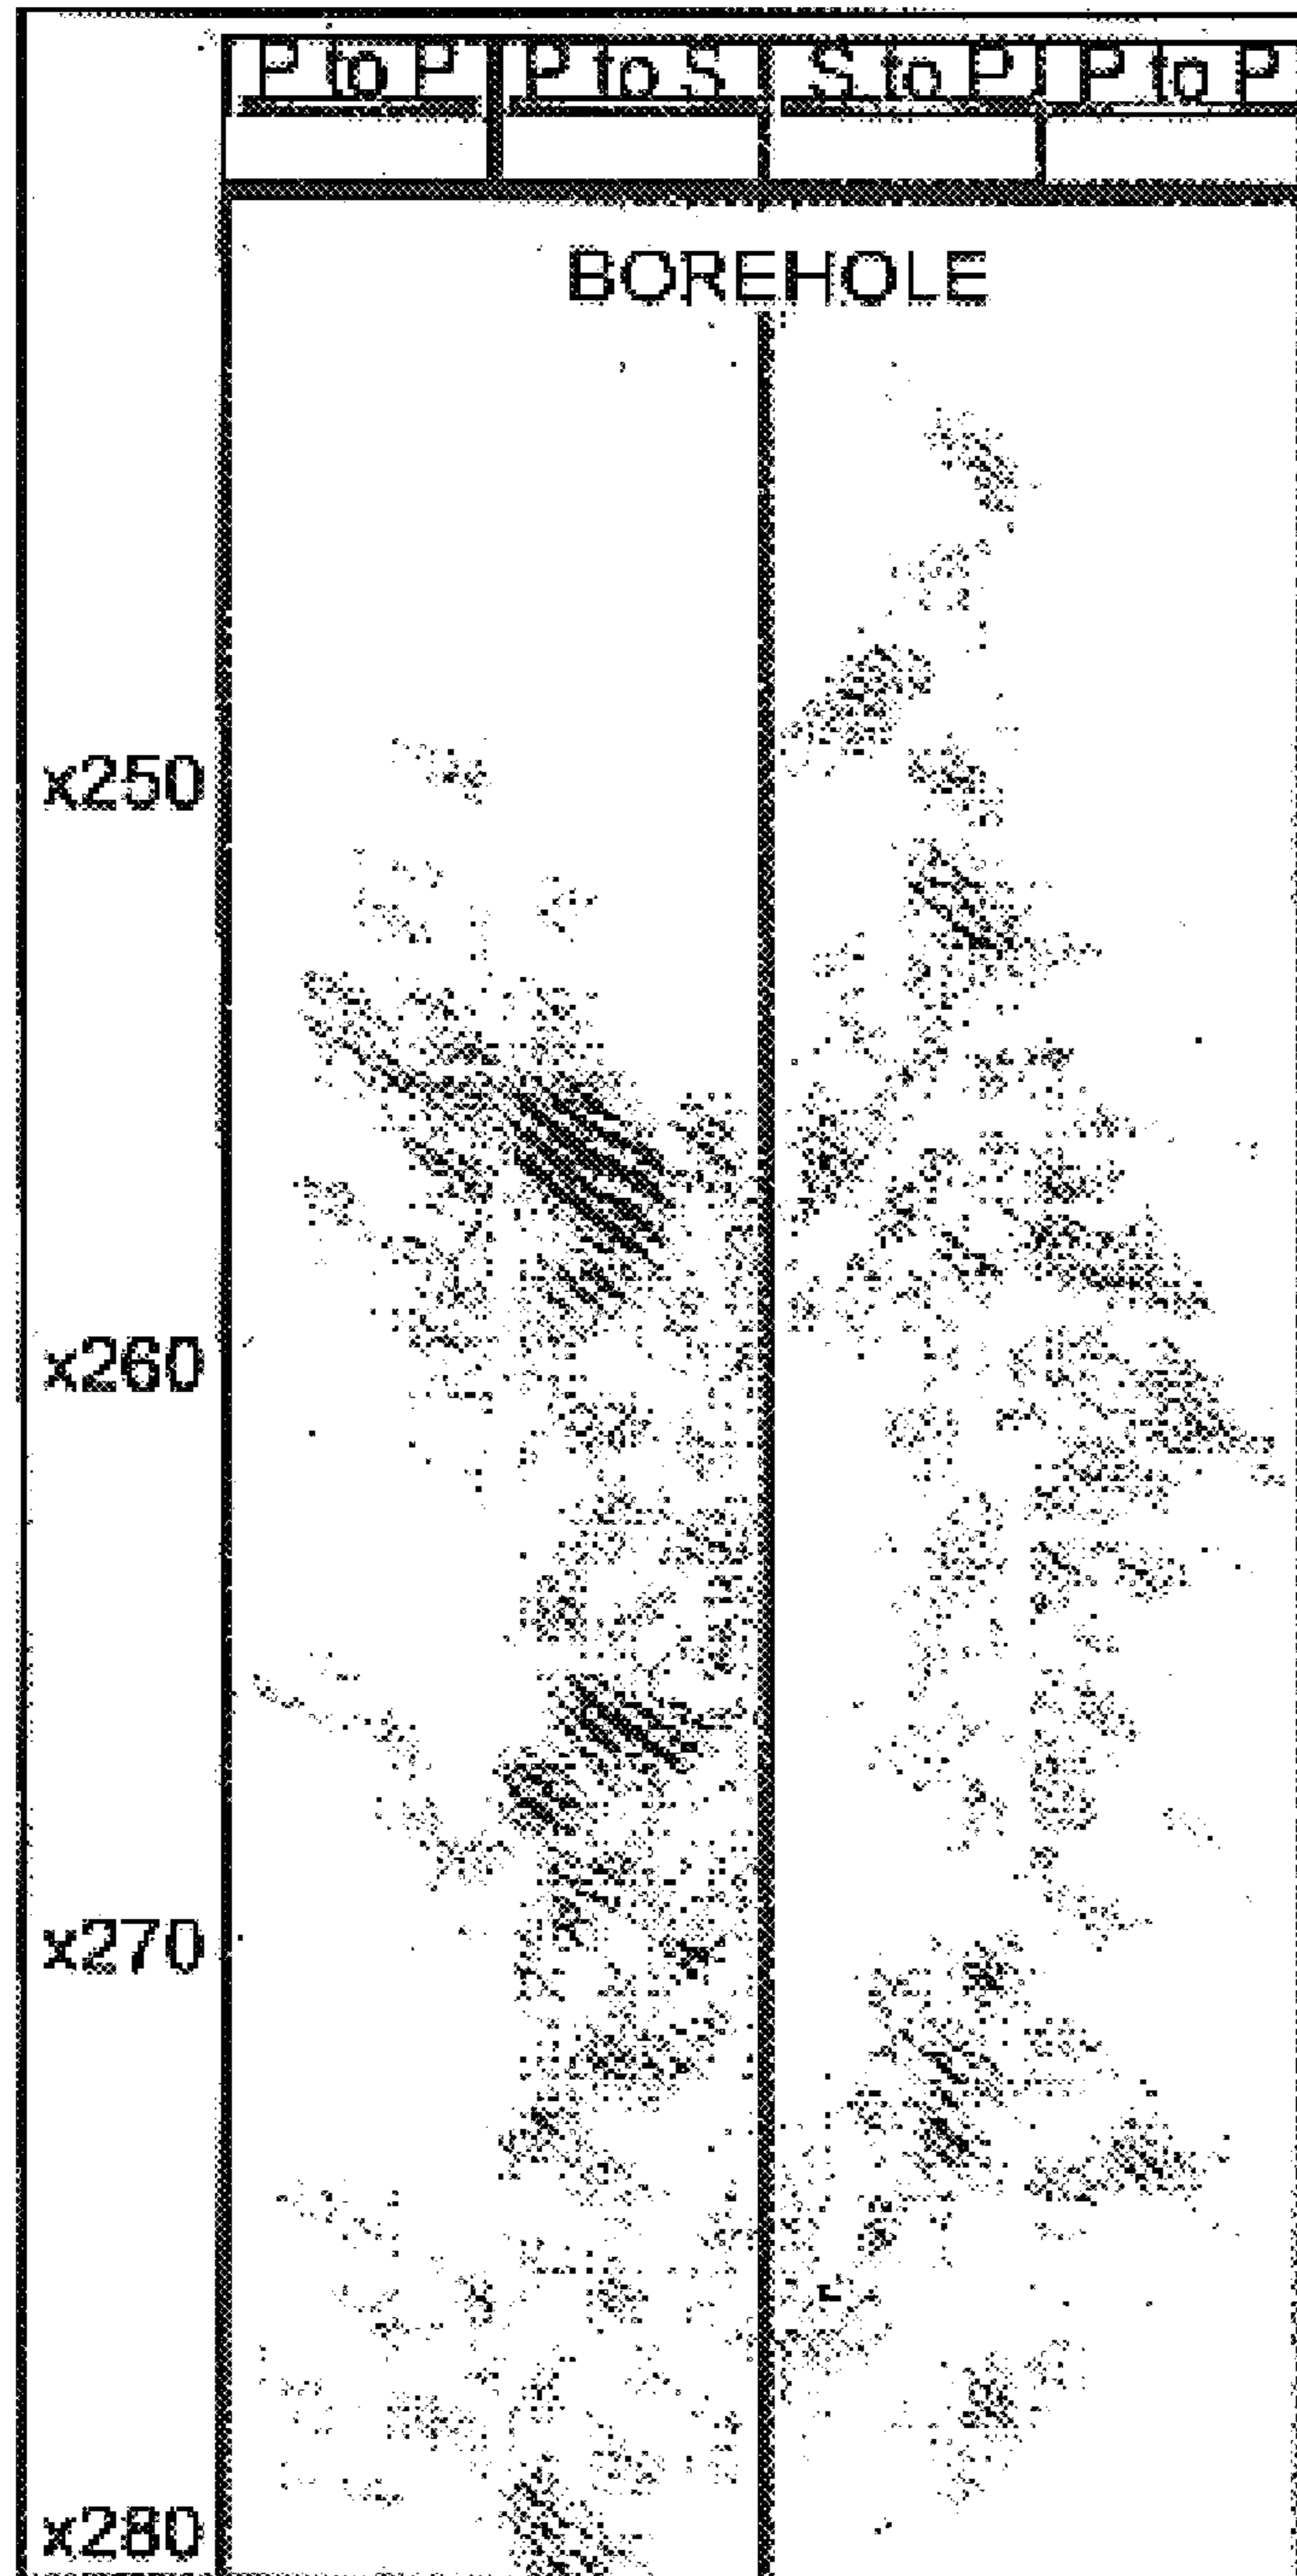 P to P P to S S to P P to P
BOREHOLE
x250
x260
x270
x280